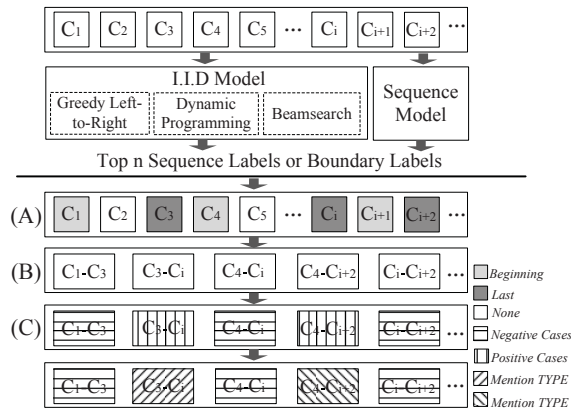 C1 C2 C3 C4 C5 ••• Ci Ci+1 Ci+2 •••
I.I.D Model
Greedy Left-to-Right
Dynamic Programming
Beamsearch
Sequence Model
Top n Sequence Labels or Boundary Labels
(A) C1 C2 C3 C4 C5 ••• Ci Ci+1 Ci+2 •••
(B) C1-C3 C3-Ci C4-Ci C4-Ci+2 Ci-Ci+2 •••
(C) C1-C3 C3-Ci C4-Ci C4-Ci+2 Ci-Ci+2 •••
C1-C3 C3-Ci C4-Ci C4-Ci+2 Ci-Ci+2 •••
Beginning
Last
None
Negative Cases
Positive Cases
Mention TYPE
Mention TYPE